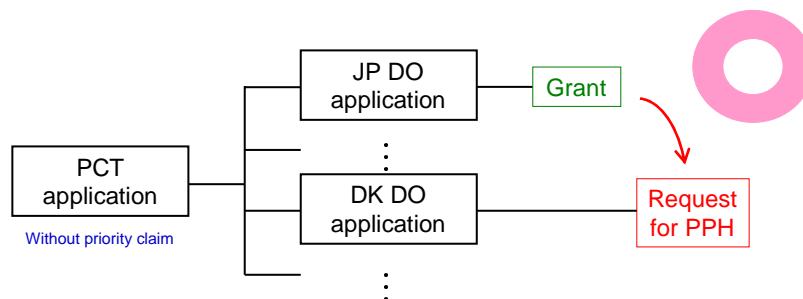 JP DO
application
Grant
PCT
application
Without priority claim
DK DO
application
Request
for PPH